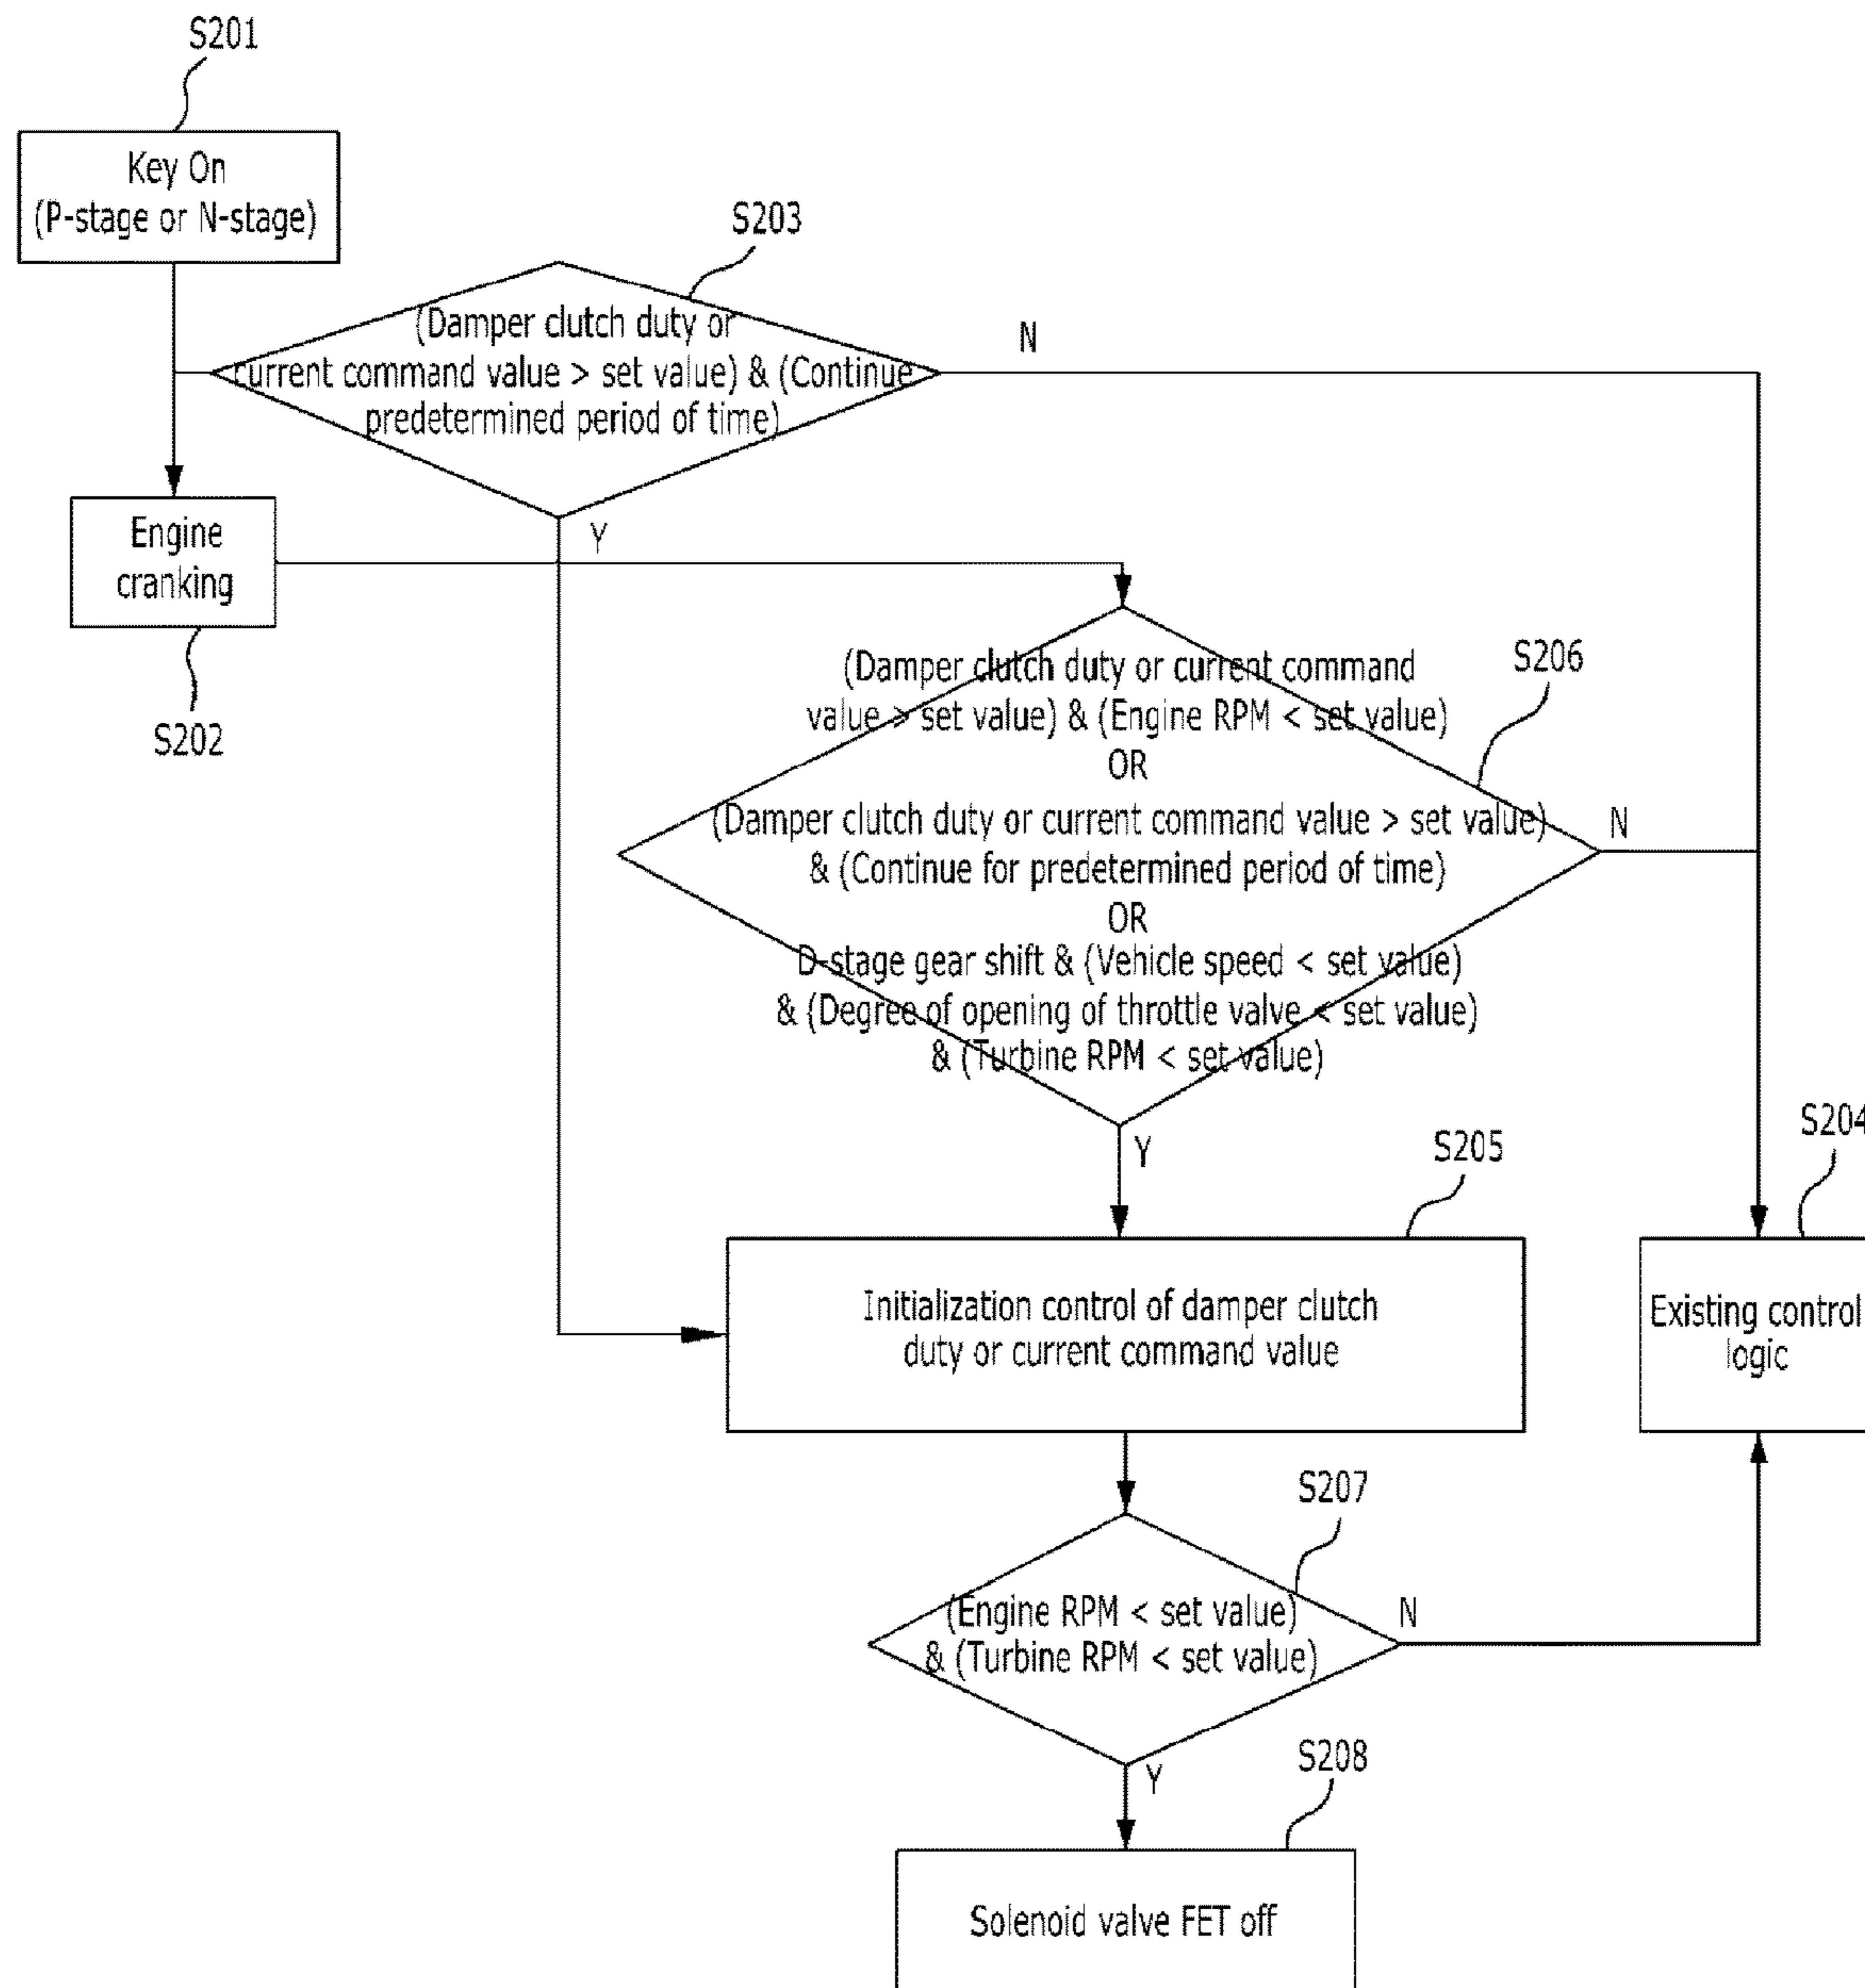 S201
Key On
(P-stage or N-stage)
S203
(Damper clutch duty or
current command value > set value) & (Continue
predetermined period of time)
N
Y
Engine
cranking
S202
S206
(Damper clutch duty or current command
value > set value) & (Engine RPM < set value)
OR
(Damper clutch duty or current command value > set value)
& (Continue for predetermined period of time)
OR
D-stage gear shift & (Vehicle speed < set value)
& (Degree of opening of throttle valve < set value)
& (Turbine RPM < set value)
N
Y
S205
S204
Initialization control of damper clutch
duty or current command value
Existing control
logic
S207
(Engine RPM < set value)
& (Turbine RPM < set value)
N
Y
S208
Solenoid valve FET off